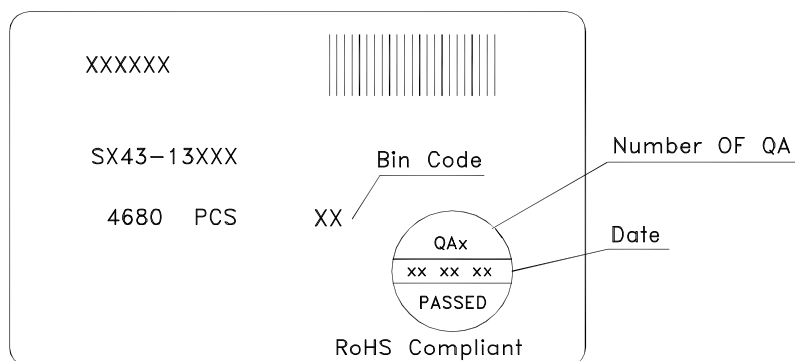 XXXXXX
Number OF QA
SX43-13XXX
Bin Code
4680 PCS
XX
Date
QAx
xx xx xx
PASSED
RoHS Compliant